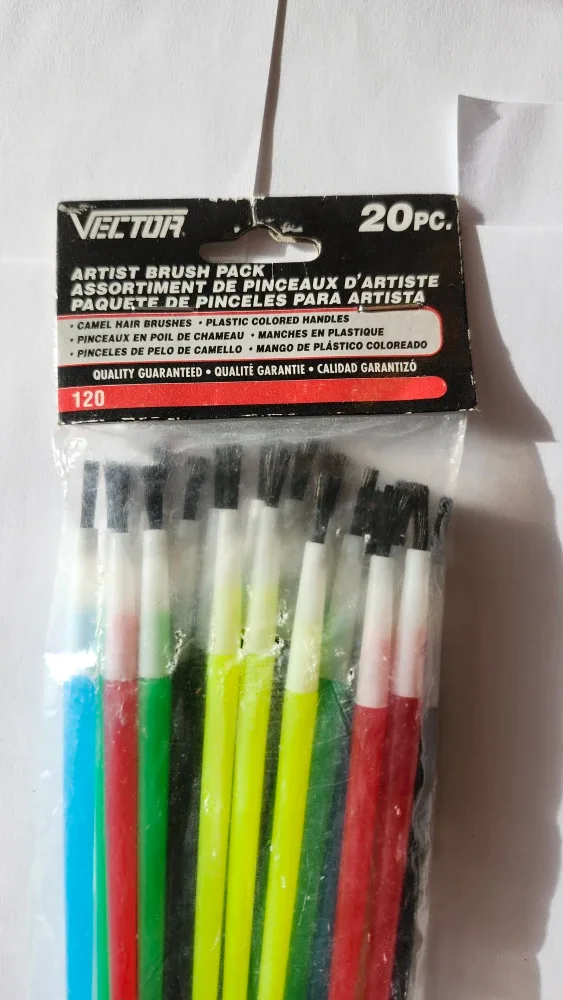 VECTOR
20PC.
ARTIST BRUSH PACK
ASSORTIMENT DE PINCEAUX D'ARTISTE
PAQUETE DE PINCELES PARA ARTISTA
• CAMEL HAIR BRUSHES • PLASTIC COLORED HANDLES
• PINCEAUX EN POIL DE CHAMEAU • MANCHES EN PLASTIQUE
• PINCELES DE PELO DE CAMELLO • MANGO DE PLÁSTICO COLOREADO
QUALITY GUARANTEED • QUALITÉ GARANTIE • CALIDAD GARANTIZÓ
120